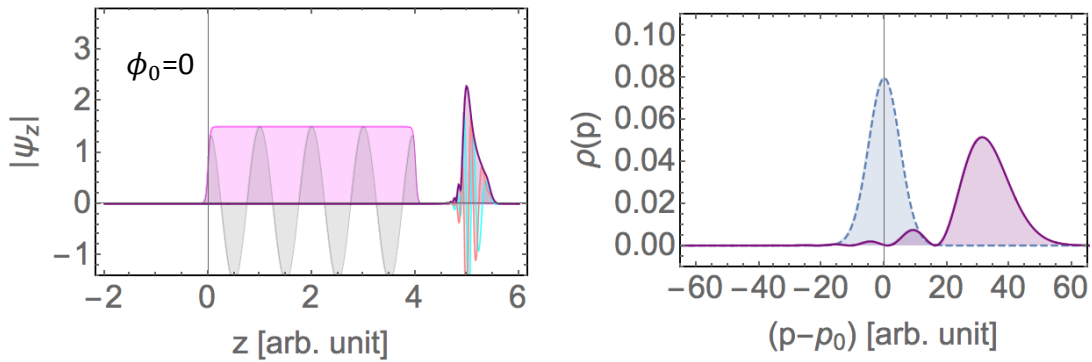 ϕ₀=0
|ψ_z|
3
2
1
0
−1
−2 0 2 4 6
z [arb. unit]
ρ(p)
0.10
0.08
0.06
0.04
0.02
0.00
−60 −40 −20 0 20 40 60
(p−p₀) [arb. unit]